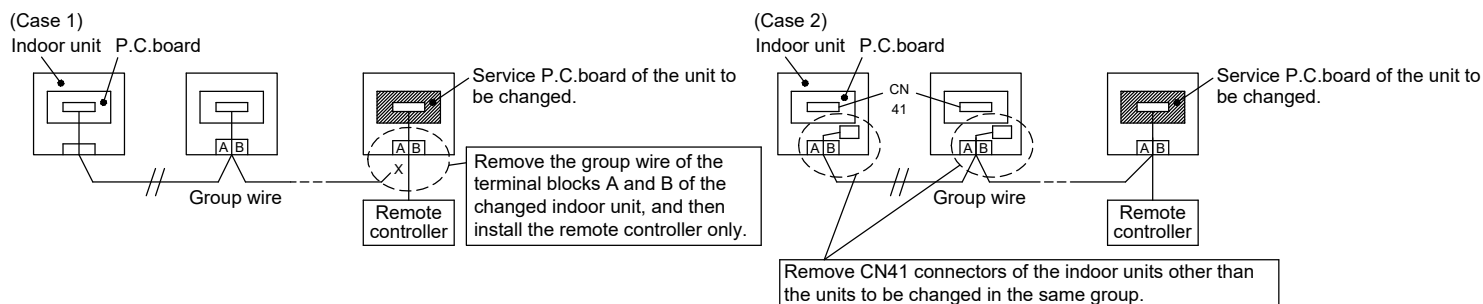 (Case 1)
Indoor unit P.C.board
Service P.C.board of the unit to
be changed.
A B
A B
X
Remove the group wire of the
terminal blocks A and B of the
changed indoor unit, and then
install the remote controller only.
Group wire
Remote
controller
(Case 2)
Indoor unit P.C.board
CN
41
Service P.C.board of the unit to
be changed.
A B
A B
A B
Group wire
Remote
controller
Remove CN41 connectors of the indoor units other than
the units to be changed in the same group.